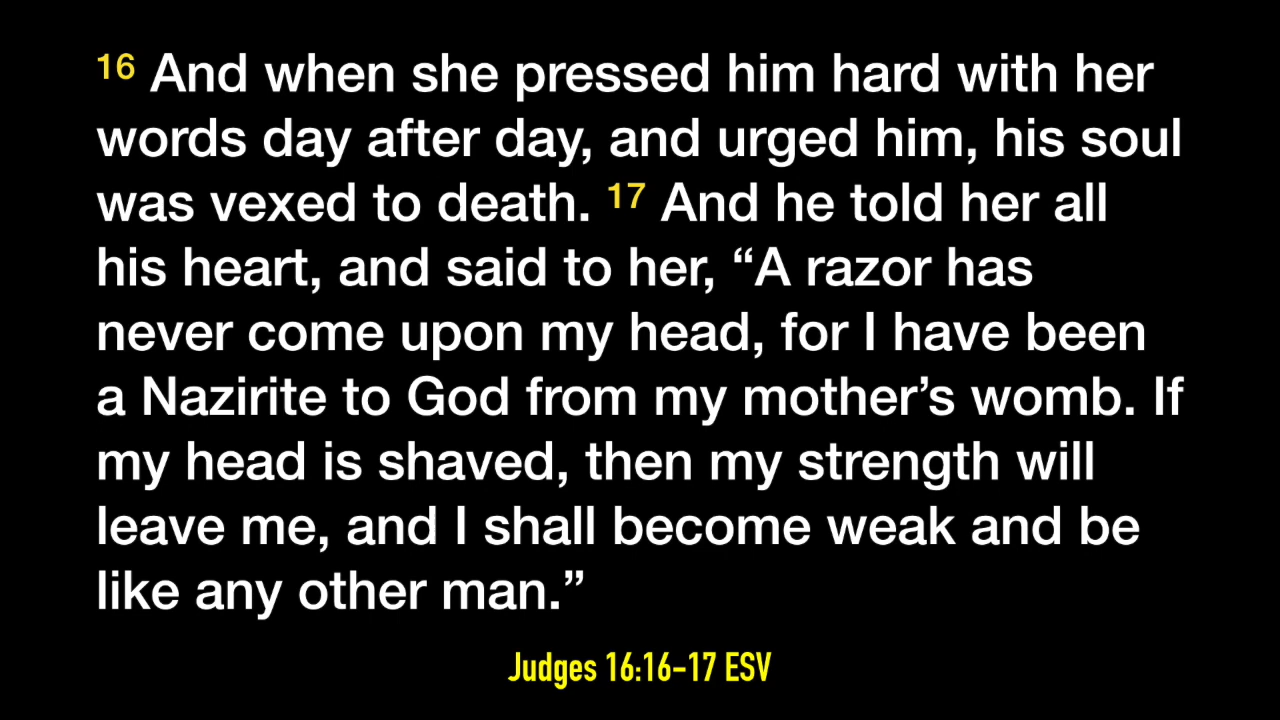 16 And when she pressed him hard with her
words day after day, and urged him, his soul
was vexed to death. 17 And he told her all
his heart, and said to her, “A razor has
never come upon my head, for I have been
a Nazirite to God from my mother’s womb. If
my head is shaved, then my strength will
leave me, and I shall become weak and be
like any other man.”
Judges 16:16–17 ESV